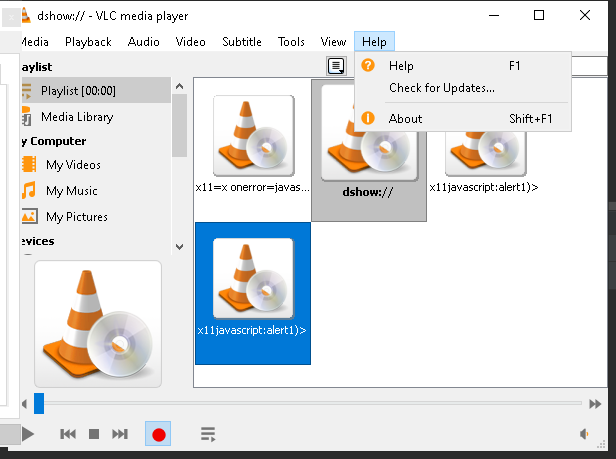 dshow:// - VLC media player
Media Playback Audio Video Subtitle Tools View Help
aylist
Playlist [00:00]
Media Library
y Computer
My Videos
My Music
My Pictures
evices
Help F1
Check for Updates...
About Shift+F1
x11=x onerror=javas...
dshow://
x11javascript:alert1)>
x11javascript:alert1)>